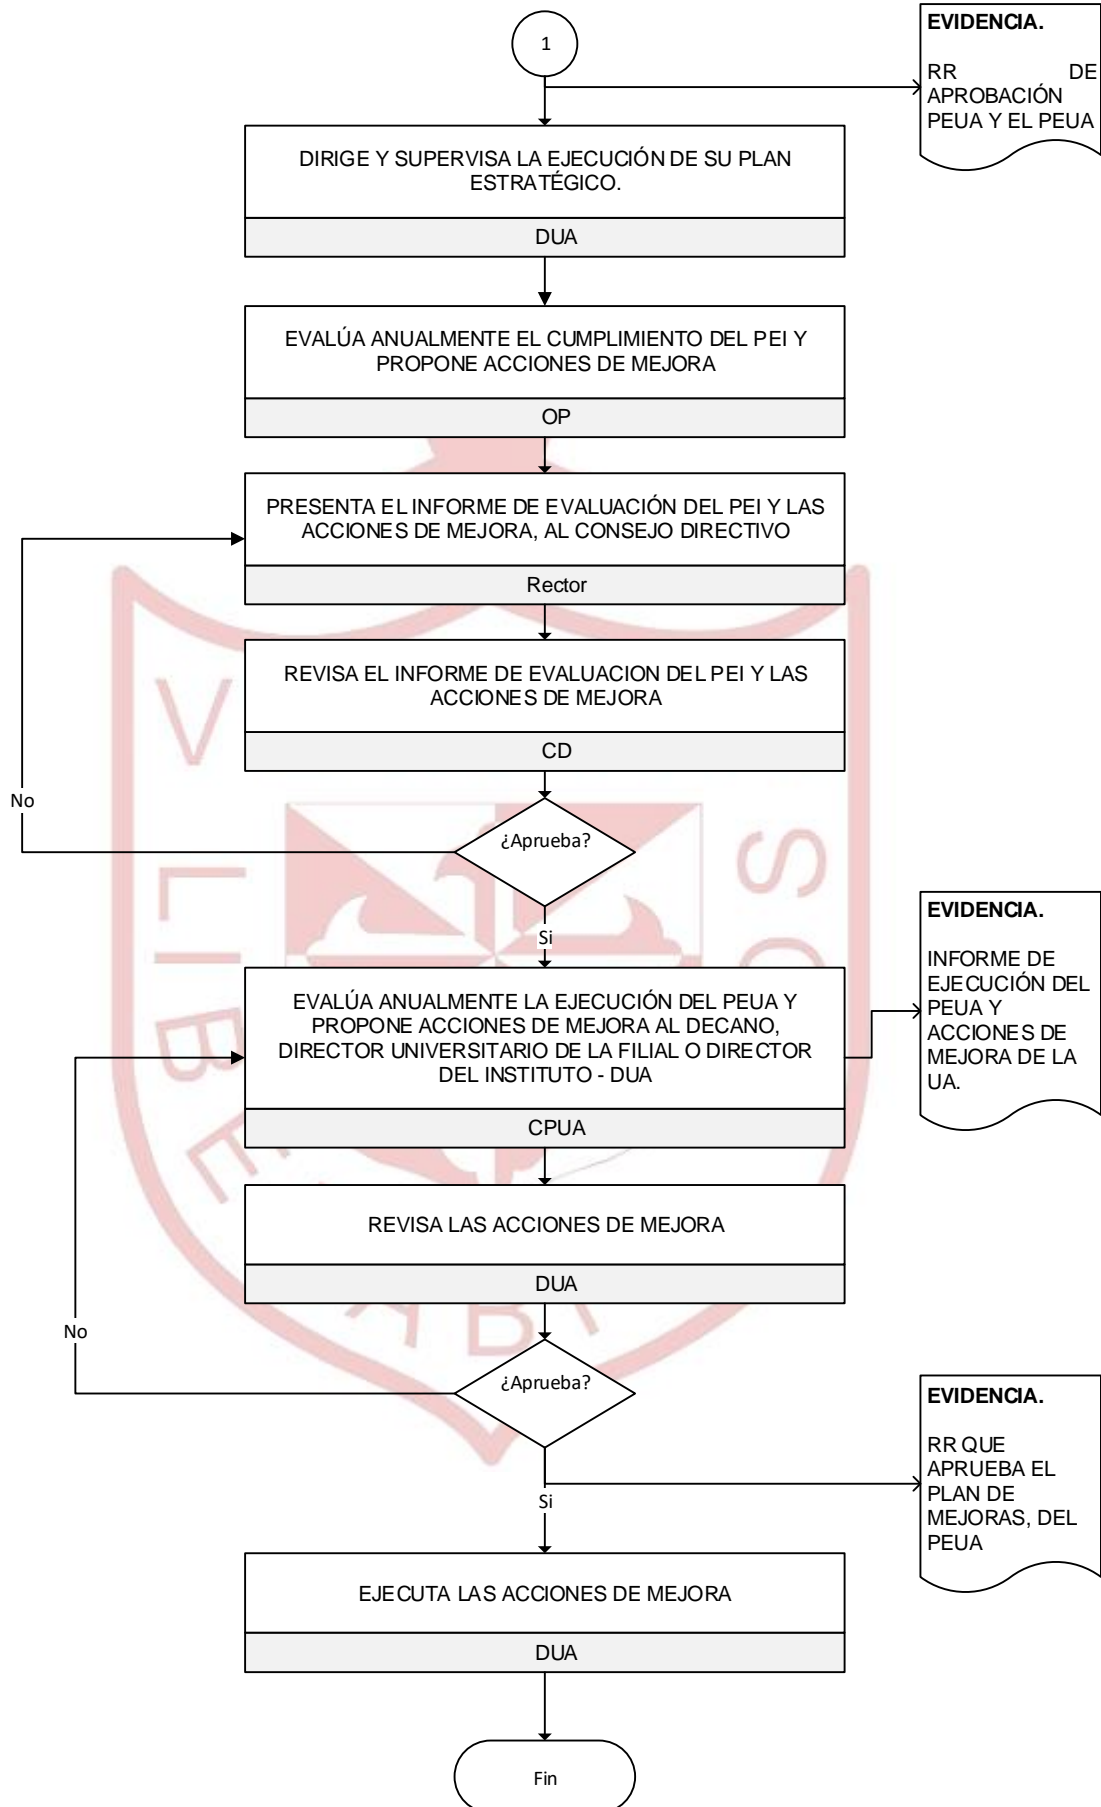 1
EVIDENCIA.
RR DE
APROBACIÓN
PEUA Y EL PEUA
DIRIGE Y SUPERVISA LA EJECUCIÓN DE SU PLAN
ESTRATÉGICO.
DUA
EVALÚA ANUALMENTE EL CUMPLIMIENTO DEL PEI Y
PROPONE ACCIONES DE MEJORA
OP
PRESENTA EL INFORME DE EVALUACIÓN DEL PEI Y LAS
ACCIONES DE MEJORA, AL CONSEJO DIRECTIVO
Rector
REVISA EL INFORME DE EVALUACION DEL PEI Y LAS
ACCIONES DE MEJORA
CD
No
¿Aprueba?
Si
EVALÚA ANUALMENTE LA EJECUCIÓN DEL PEUA Y
PROPONE ACCIONES DE MEJORA AL DECANO,
DIRECTOR UNIVERSITARIO DE LA FILIAL O DIRECTOR
DEL INSTITUTO - DUA
CPUA
EVIDENCIA.
INFORME DE
EJECUCIÓN DEL
PEUA Y
ACCIONES DE
MEJORA DE LA
UA.
REVISA LAS ACCIONES DE MEJORA
DUA
No
¿Aprueba?
Si
EVIDENCIA.
RR QUE
APRUEBA EL
PLAN DE
MEJORAS, DEL
PEUA
EJECUTA LAS ACCIONES DE MEJORA
DUA
Fin